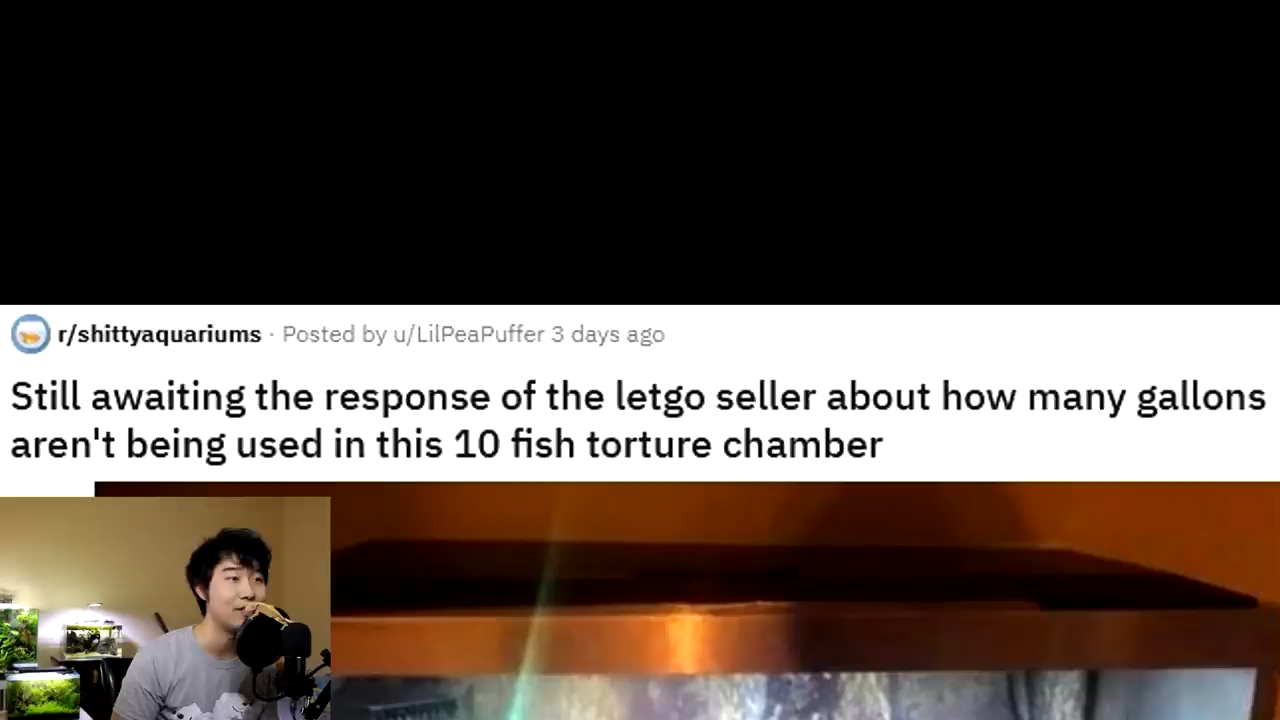 r/shittyaquariums · Posted by u/LilPeaPuffer 3 days ago
Still awaiting the response of the letgo seller about how many gallons
aren't being used in this 10 fish torture chamber